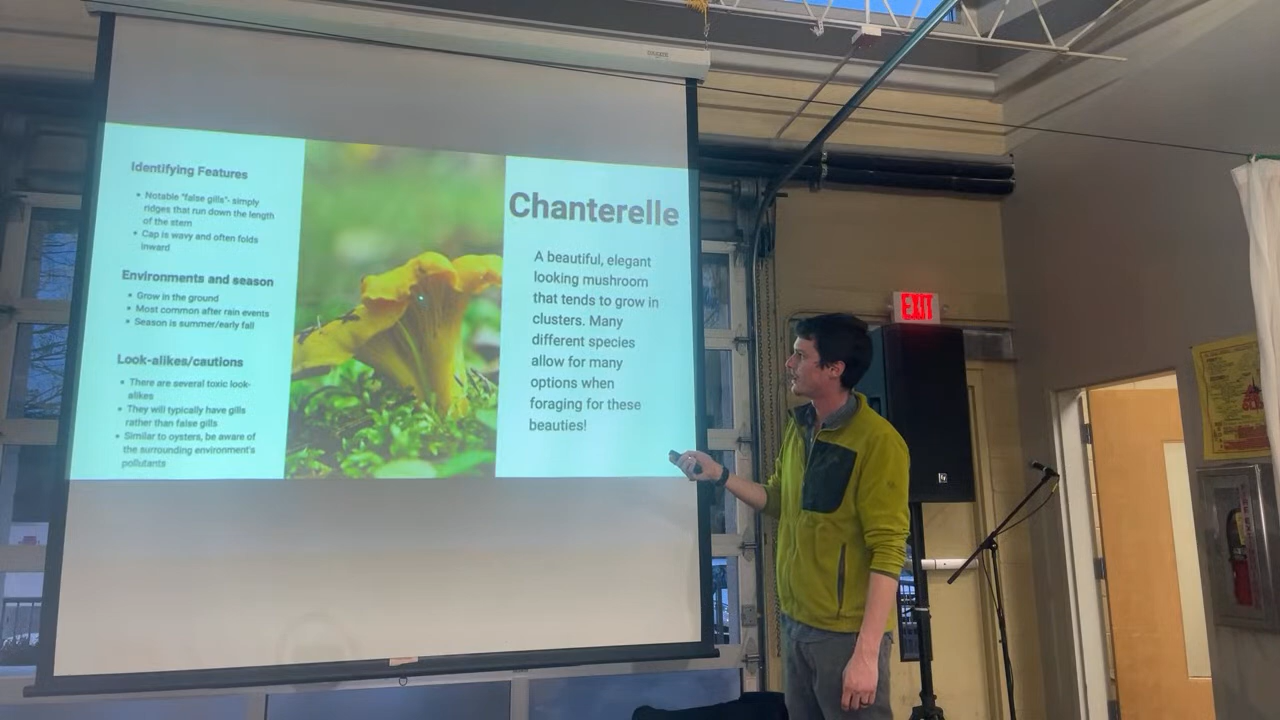 Identifying Features
• Notable "false gills"- simply
ridges that run down the length
of the stem
• Cap is wavy and often folds
inward
Environments and season
• Grow in the ground
• Most common after rain events
• Season is summer/early fall
Look-alikes/cautions
• There are several toxic look-
alikes
• They will typically have gills
rather than false gills
• Similar to oysters, be aware of
the surrounding environment's
pollutants
Chanterelle
A beautiful, elegant
looking mushroom
that tends to grow in
clusters. Many
different species
allow for many
options when
foraging for these
beauties!
EXIT